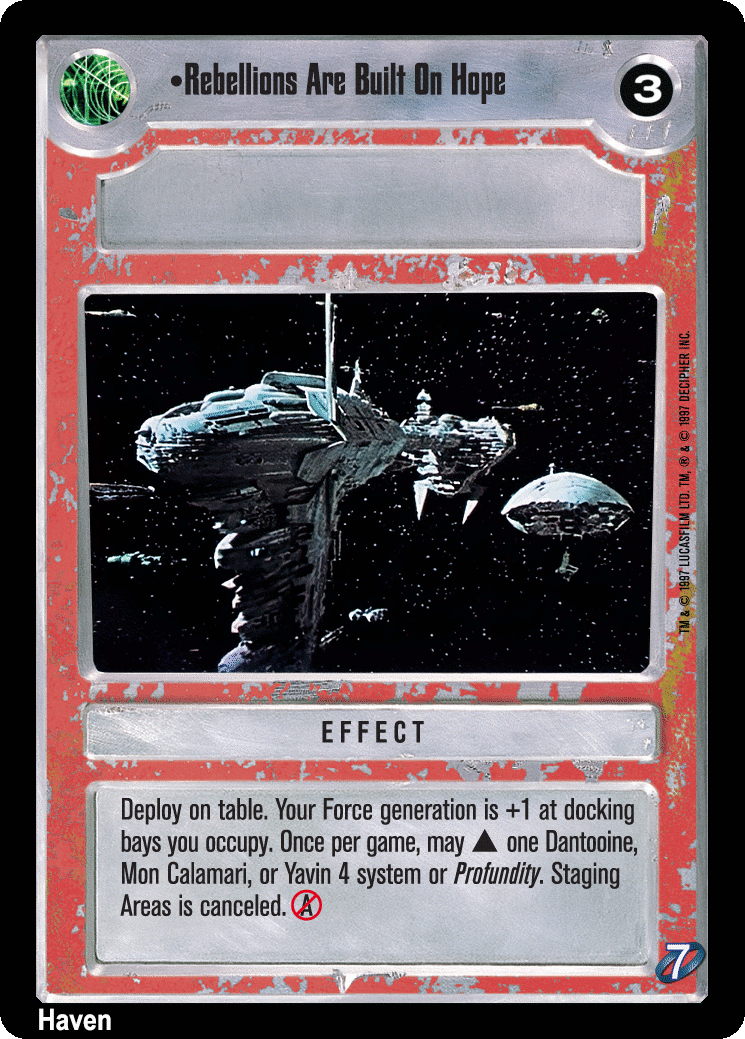 •Rebellions Are Built On Hope
3
TM & © 1997 LUCASFILM LTD. TM, ® & © 1997 DECIPHER INC.
EFFECT
Deploy on table. Your Force generation is +1 at docking
bays you occupy. Once per game, may ▲ one Dantooine,
Mon Calamari, or Yavin 4 system or Profundity. Staging
Areas is canceled. A
7
Haven